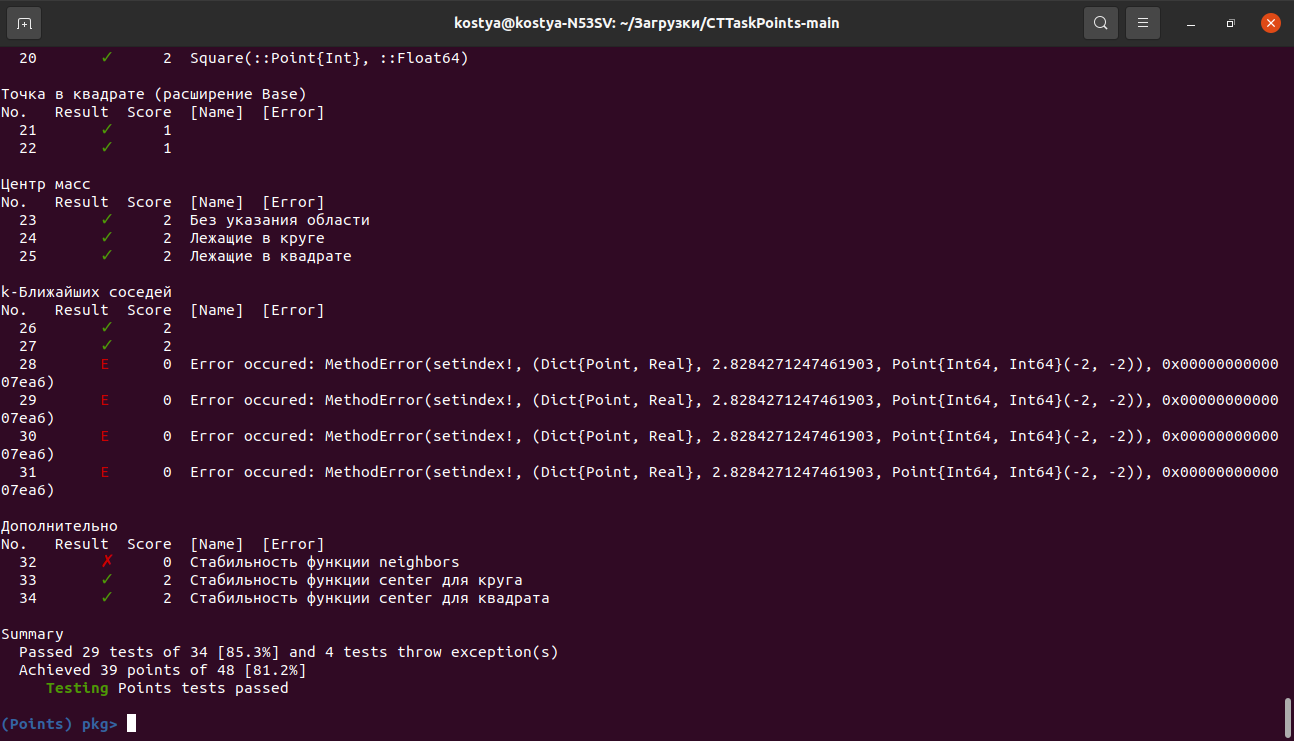 kostya@kostya-N53SV: ~/Загрузки/CTTaskPoints-main
20 ✓ 2 Square(::Point{Int}, ::Float64)
Точка в квадрате (расширение Base)
No. Result Score [Name] [Error]
21 ✓ 1
22 ✓ 1
Центр масс
No. Result Score [Name] [Error]
23 ✓ 2 Без указания области
24 ✓ 2 Лежащие в круге
25 ✓ 2 Лежащие в квадрате
k-Ближайших соседей
No. Result Score [Name] [Error]
26 ✓ 2
27 ✓ 2
28 E 0 Error occured: MethodError(setindex!, (Dict{Point, Real}, 2.8284271247461903, Point{Int64, Int64}(-2, -2)), 0x00000000000
07ea6)
29 E 0 Error occured: MethodError(setindex!, (Dict{Point, Real}, 2.8284271247461903, Point{Int64, Int64}(-2, -2)), 0x00000000000
07ea6)
30 E 0 Error occured: MethodError(setindex!, (Dict{Point, Real}, 2.8284271247461903, Point{Int64, Int64}(-2, -2)), 0x00000000000
07ea6)
31 E 0 Error occured: MethodError(setindex!, (Dict{Point, Real}, 2.8284271247461903, Point{Int64, Int64}(-2, -2)), 0x00000000000
07ea6)
Дополнительно
No. Result Score [Name] [Error]
32 ✗ 0 Стабильность функции neighbors
33 ✓ 2 Стабильность функции center для круга
34 ✓ 2 Стабильность функции center для квадрата
Summary
Passed 29 tests of 34 [85.3%] and 4 tests throw exception(s)
Achieved 39 points of 48 [81.2%]
Testing Points tests passed
(Points) pkg>